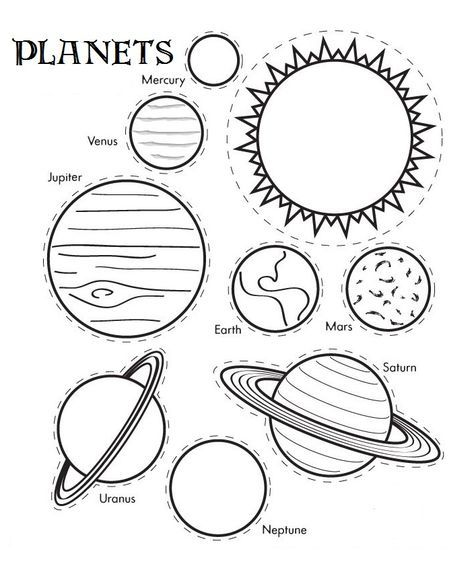 PLANETS
Mercury
Venus
Jupiter
Earth
Mars
Saturn
Uranus
Neptune